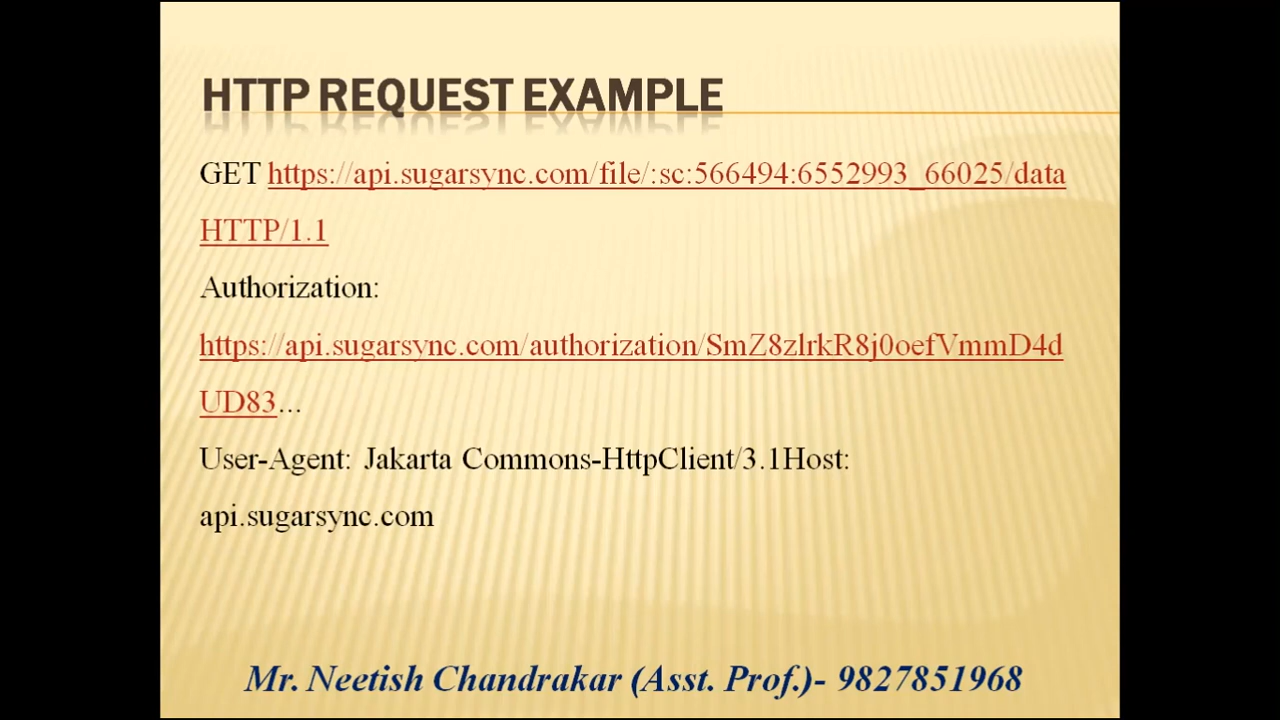 HTTP REQUEST EXAMPLE
GET https://api.sugarsync.com/file/:sc:566494:6552993_66025/data
HTTP/1.1
Authorization:
https://api.sugarsync.com/authorization/SmZ8zlrkR8j0oefVmmD4d
UD83...
User-Agent: Jakarta Commons-HttpClient/3.1Host:
api.sugarsync.com
Mr. Neetish Chandrakar (Asst. Prof.)- 9827851968